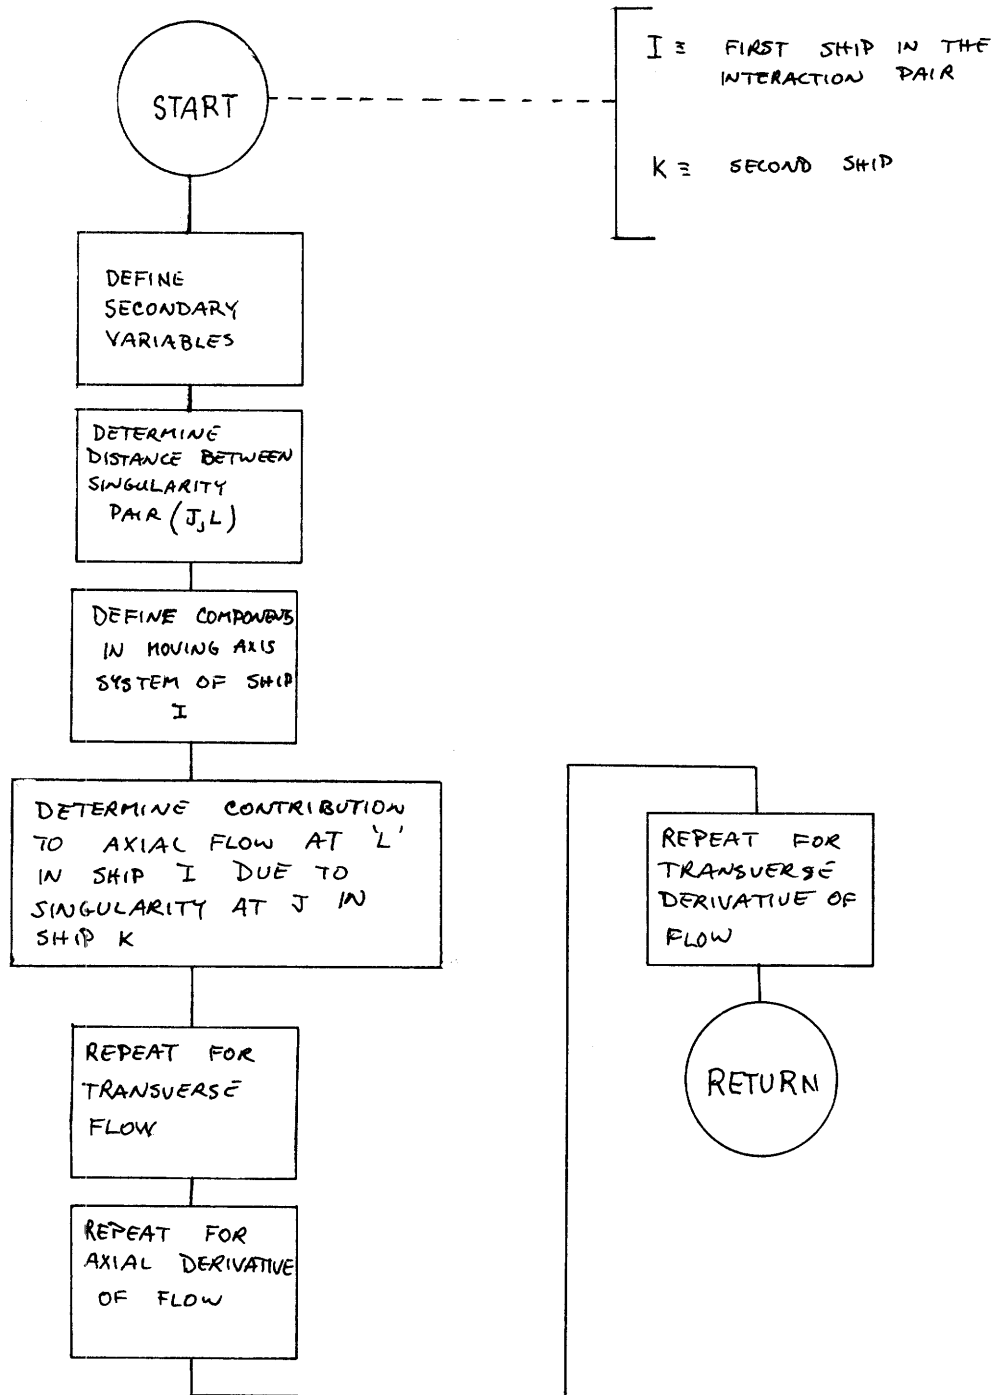 START
I ≡ FIRST SHIP IN THE
INTERACTION PAIR
K ≡ SECOND SHIP
DEFINE
SECONDARY
VARIABLES
DETERMINE
DISTANCE BETWEEN
SINGULARITY
PAIR (J,L)
DEFINE COMPONENTS
IN MOVING AXIS
SYSTEM OF SHIP
I
DETERMINE CONTRIBUTION
TO AXIAL FLOW AT 'L'
IN SHIP I DUE TO
SINGULARITY AT J IN
SHIP K
REPEAT FOR
TRANSVERSE
FLOW
REPEAT FOR
AXIAL DERIVATIVE
OF FLOW
REPEAT FOR
TRANSVERSE
DERIVATIVE OF
FLOW
RETURN